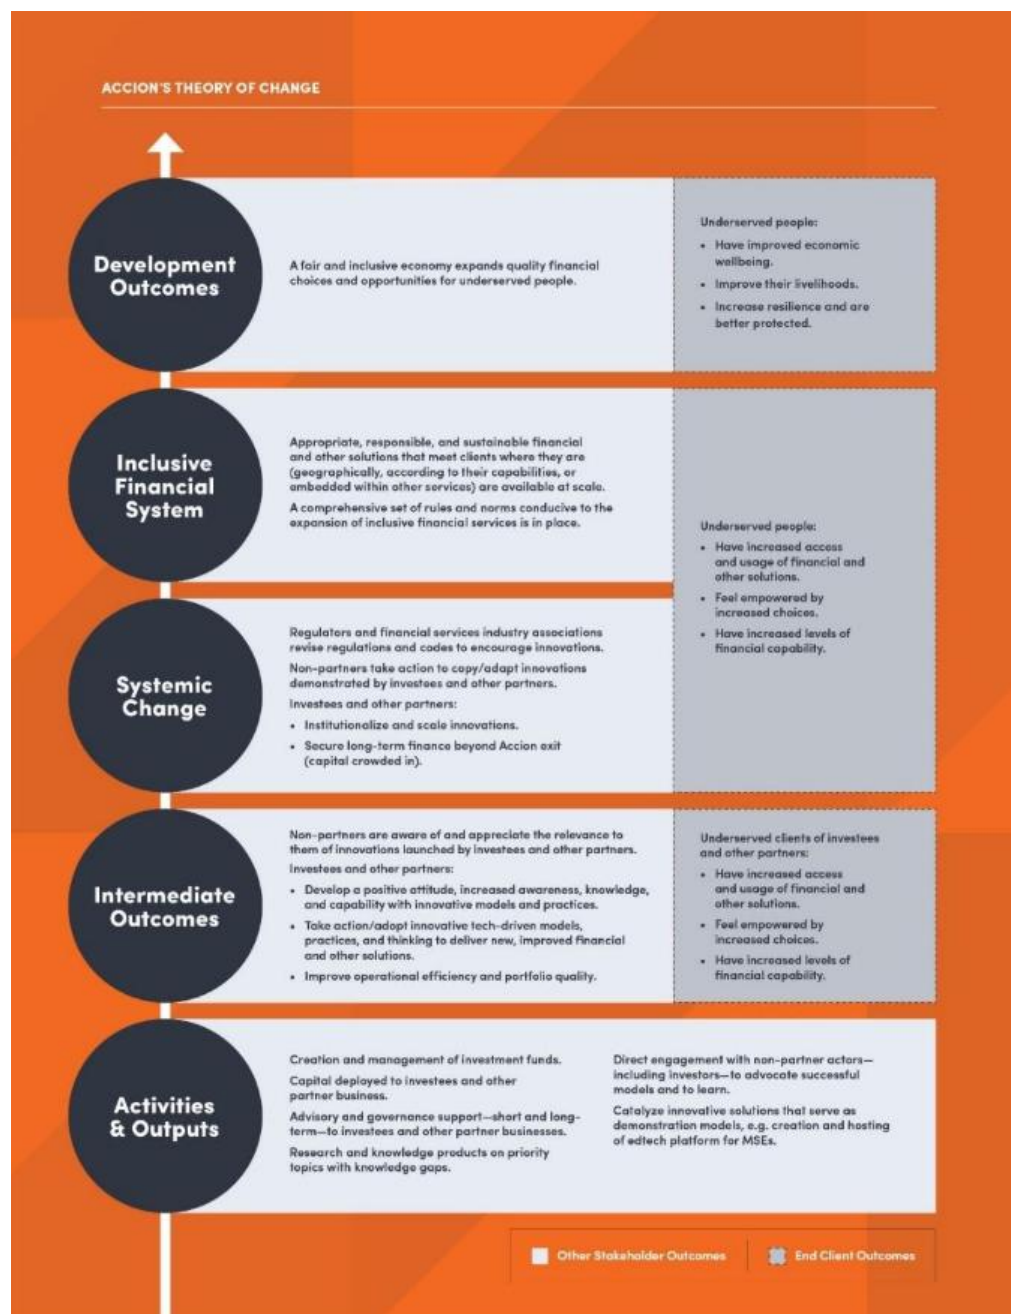 ACCION'S THEORY OF CHANGE
Development
Outcomes
A fair and inclusive economy expands quality financial
choices and opportunities for underserved people.
Underserved people:
• Have improved economic
wellbeing.
• Improve their livelihoods.
• Increase resilience and are
better protected.
Inclusive
Financial
System
Appropriate, responsible, and sustainable financial
and other solutions that meet clients where they are
(geographically, according to their capabilities, or
embedded within other services) are available at scale.
A comprehensive set of rules and norms conducive to the
expansion of inclusive financial services is in place.
Underserved people:
• Have increased access
and usage of financial and
other solutions.
• Feel empowered by
increased choices.
• Have increased levels of
financial capability.
Systemic
Change
Regulators and financial services industry associations
revise regulations and codes to encourage innovations.
Non-partners take action to copy/adapt innovations
demonstrated by investees and other partners.
Investees and other partners:
• Institutionalize and scale innovations.
• Secure long-term finance beyond Accion exit
(capital crowded in).
Intermediate
Outcomes
Non-partners are aware of and appreciate the relevance to
them of innovations launched by investees and other partners.
Investees and other partners:
• Develop a positive attitude, increased awareness, knowledge,
and capability with innovative models and practices.
• Take action/adopt innovative tech-driven models,
practices, and thinking to deliver new, improved financial
and other solutions.
• Improve operational efficiency and portfolio quality.
Underserved clients of investees
and other partners:
• Have increased access
and usage of financial and
other solutions.
• Feel empowered by
increased choices.
• Have increased levels of
financial capability.
Activities
& Outputs
Creation and management of investment funds.
Capital deployed to investees and other
partner business.
Advisory and governance support—short and long-
term—to investees and other partner businesses.
Research and knowledge products on priority
topics with knowledge gaps.
Direct engagement with non-partner actors—
including investors—to advocate successful
models and to learn.
Catalyze innovative solutions that serve as
demonstration models, e.g. creation and hosting
of edtech platform for MSEs.
Other Stakeholder Outcomes
End Client Outcomes